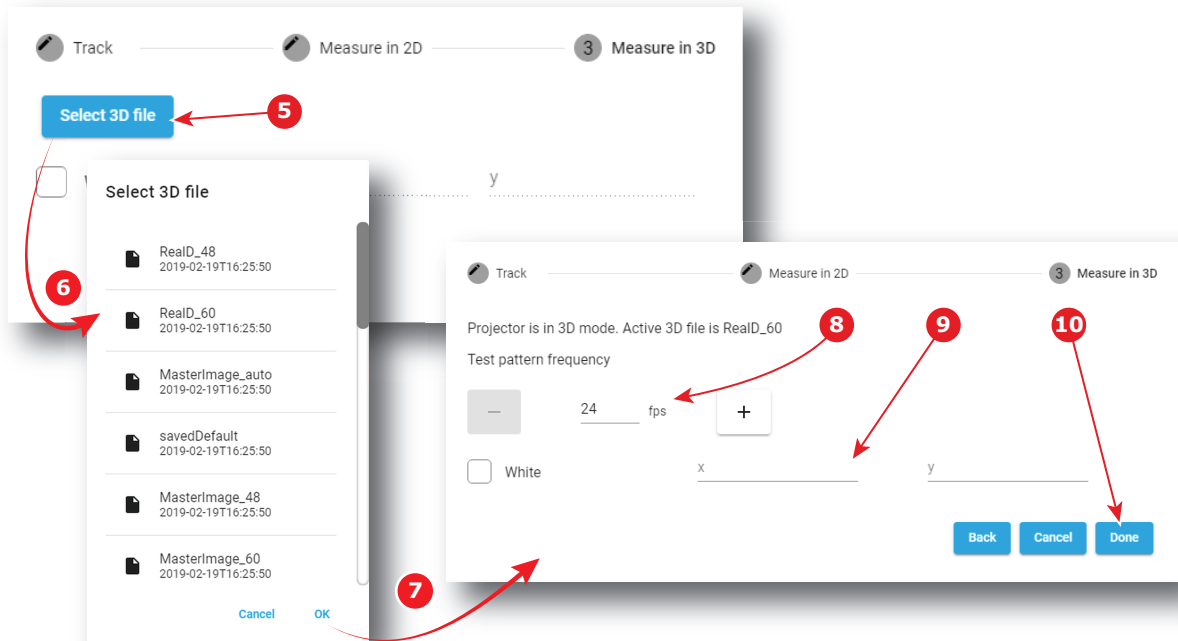 Track
Measure in 2D
3 Measure in 3D
Select 3D file
5
y
Select 3D file
RealD_48
2019-02-19T16:25:50
RealD_60
2019-02-19T16:25:50
MasterImage_auto
2019-02-19T16:25:50
savedDefault
2019-02-19T16:25:50
MasterImage_48
2019-02-19T16:25:50
MasterImage_60
2019-02-19T16:25:50
Cancel OK
6
7
Track
Measure in 2D
3 Measure in 3D
Projector is in 3D mode. Active 3D file is RealD_60
8
9
10
Test pattern frequency
− 24 fps +
White x y
Back Cancel Done